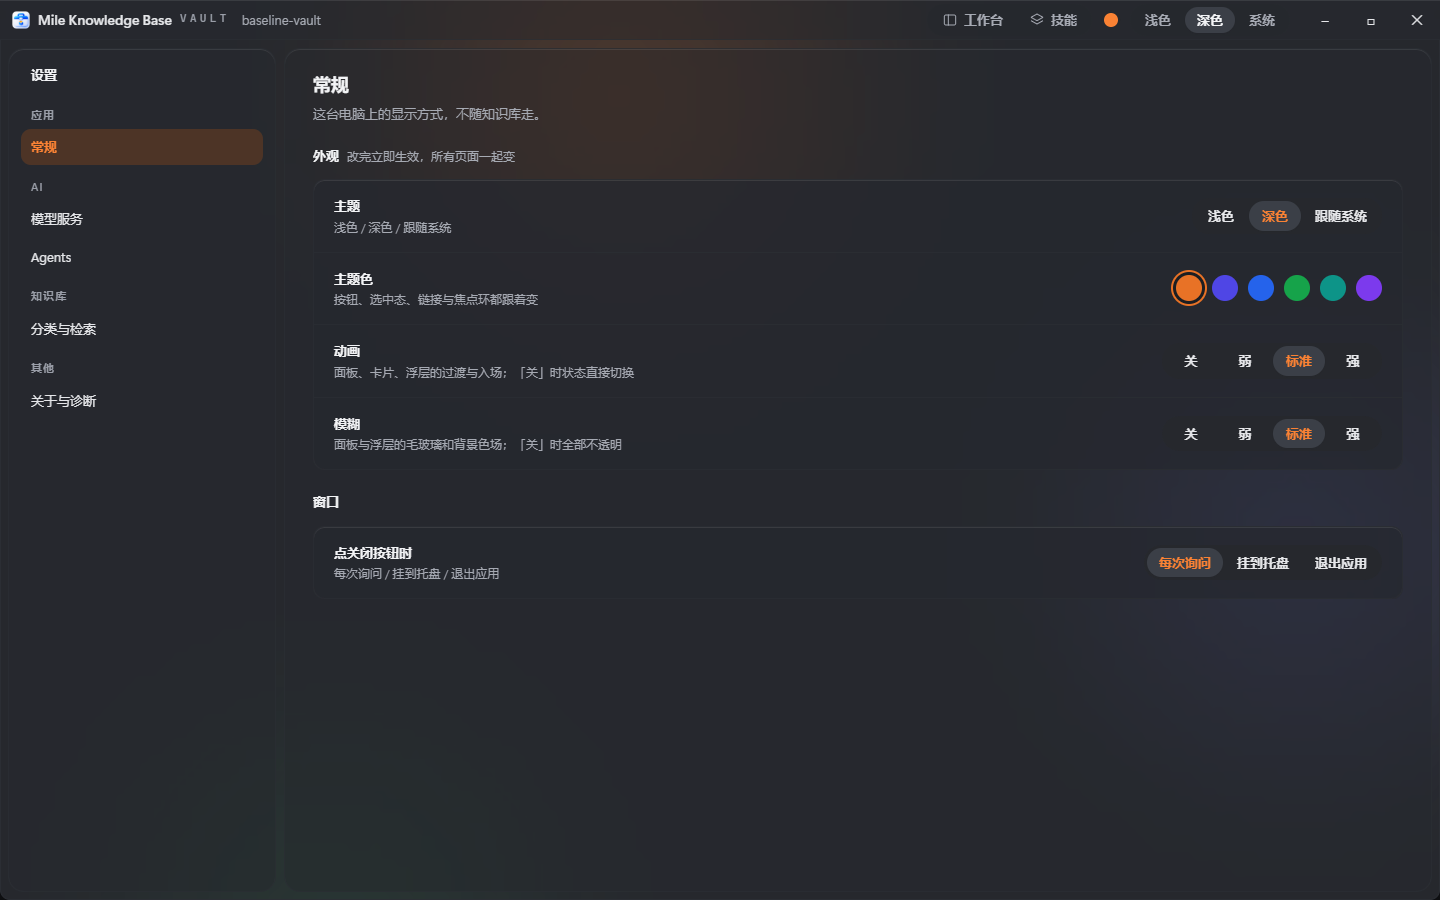 Mile Knowledge Base VAULT baseline-vault
工作台 技能 浅色 深色 系统
设置
应用
常规
AI
模型服务
Agents
知识库
分类与检索
其他
关于与诊断
常规
这台电脑上的显示方式，不随知识库走。
外观 改完立即生效，所有页面一起变
主题
浅色 / 深色 / 跟随系统
浅色 深色 跟随系统
主题色
按钮、选中态、链接与焦点环都跟着变
动画
面板、卡片、浮层的过渡与入场；「关」时状态直接切换
关 弱 标准 强
模糊
面板与浮层的毛玻璃和背景色场；「关」时全部不透明
关 弱 标准 强
窗口
点关闭按钮时
每次询问 / 挂到托盘 / 退出应用
每次询问 挂到托盘 退出应用